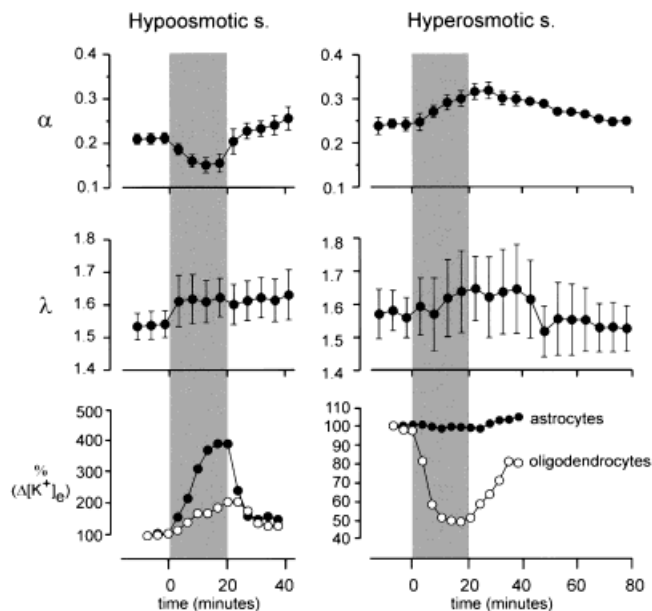 Hypoosmotic s.
Hyperosmotic s.
0.4
0.3
α
0.2
0.1
0.4
0.3
0.2
0.1
1.8
1.7
λ
1.6
1.5
1.4
1.8
1.7
1.6
1.5
1.4
500
400
%
(Δ[K⁺]e)
300
200
100
110
100
90
80
70
60
50
40
astrocytes
oligodendrocytes
0 20 40
time (minutes)
0 20 40 60 80
time (minutes)